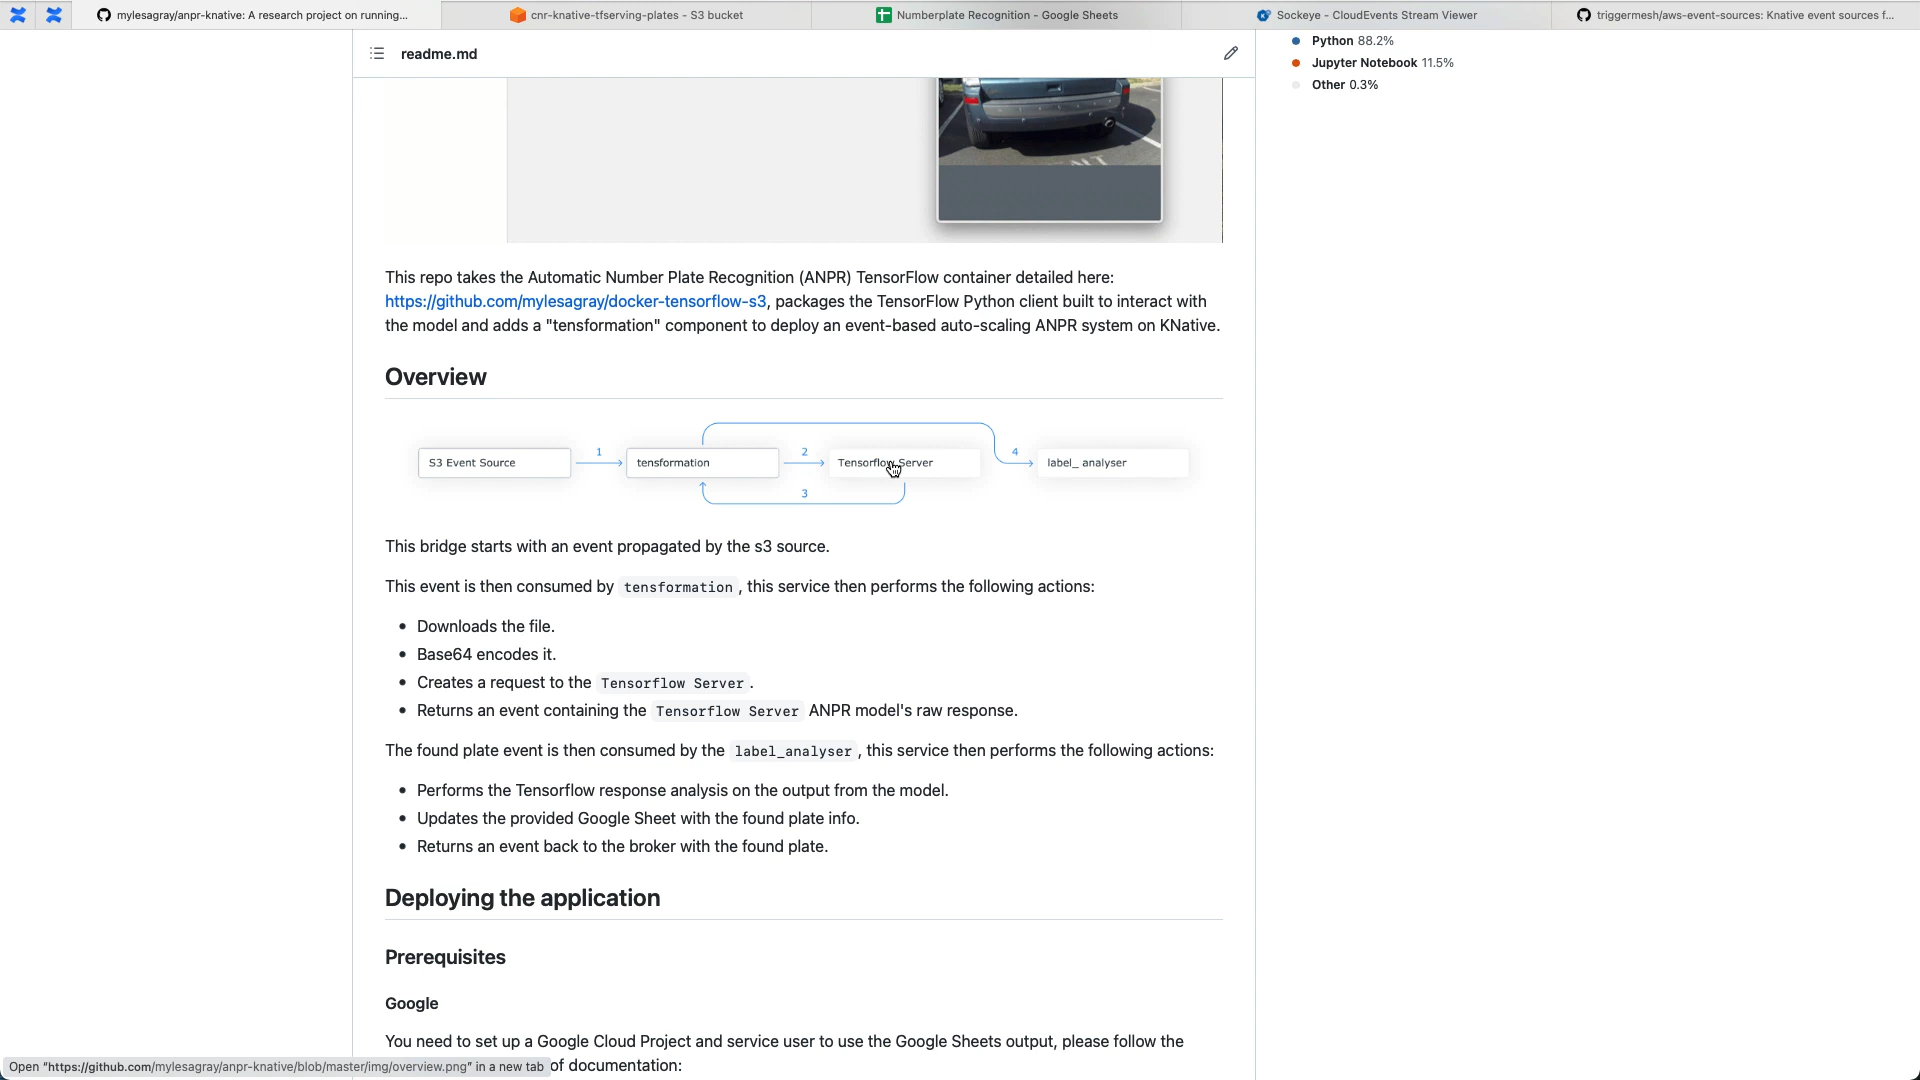 mylesagray/anpr-knative: A research project on running...
cnr-knative-tfserving-plates - S3 bucket
Numberplate Recognition - Google Sheets
Sockeye - CloudEvents Stream Viewer
triggermesh/aws-event-sources: Knative event sources f...
readme.md
Python 88.2%
Jupyter Notebook 11.5%
Other 0.3%
This repo takes the Automatic Number Plate Recognition (ANPR) TensorFlow container detailed here:
https://github.com/mylesagray/docker-tensorflow-s3, packages the TensorFlow Python client built to interact with
the model and adds a "tensformation" component to deploy an event-based auto-scaling ANPR system on KNative.
Overview
S3 Event Source
1
tensformation
2
Tensorflow Server
3
4
label_ analyser
This bridge starts with an event propagated by the s3 source.
This event is then consumed by tensformation , this service then performs the following actions:
• Downloads the file.
• Base64 encodes it.
• Creates a request to the Tensorflow Server .
• Returns an event containing the Tensorflow Server ANPR model's raw response.
The found plate event is then consumed by the label_analyser , this service then performs the following actions:
• Performs the Tensorflow response analysis on the output from the model.
• Updates the provided Google Sheet with the found plate info.
• Returns an event back to the broker with the found plate.
Deploying the application
Prerequisites
Google
You need to set up a Google Cloud Project and service user to use the Google Sheets output, please follow the
of documentation:
Open "https://github.com/mylesagray/anpr-knative/blob/master/img/overview.png" in a new tab